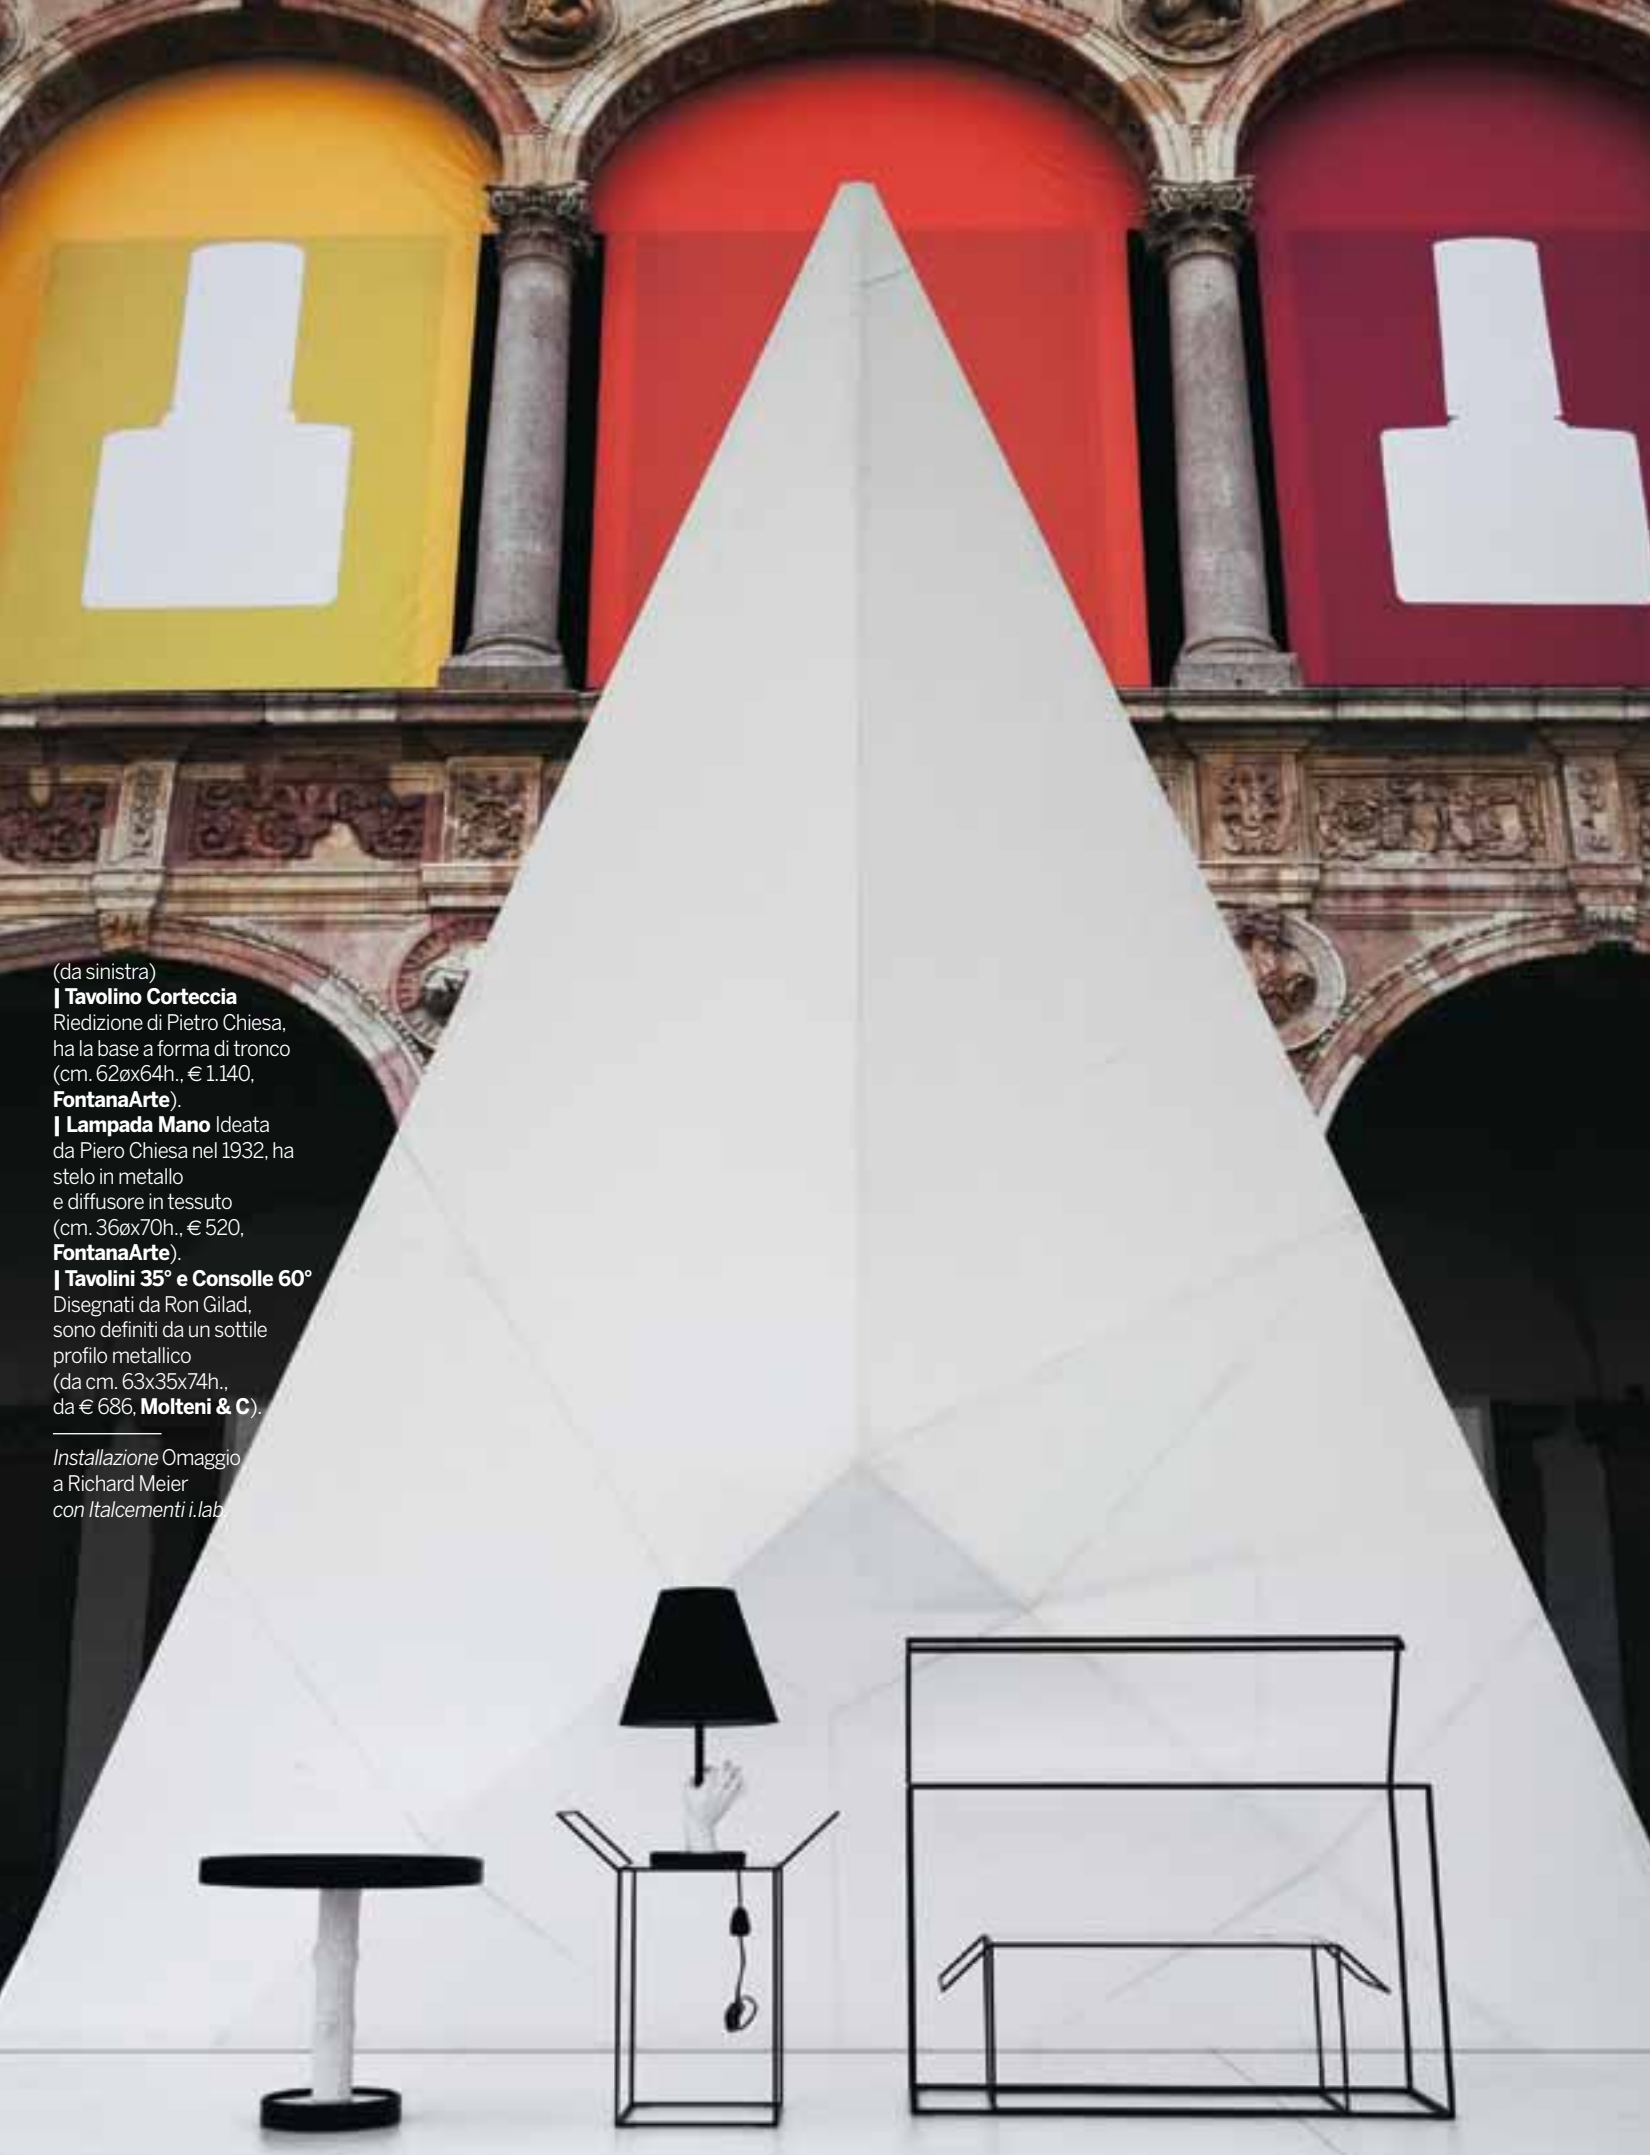 (da sinistra)
| Tavolino Corteccia
Riedizione di Pietro Chiesa,
ha la base a forma di tronco
(cm. 62øx64h., € 1.140,
FontanaArte).
| Lampada Mano Ideata
da Piero Chiesa nel 1932, ha
stelo in metallo
e diffusore in tessuto
(cm. 36øx70h., € 520,
FontanaArte).
| Tavolini 35° e Consolle 60°
Disegnati da Ron Gilad,
sono definiti da un sottile
profilo metallico
(da cm. 63x35x74h.,
da € 686, Molteni & C).
Installazione Omaggio
a Richard Meier
con Italcementi i.lab.